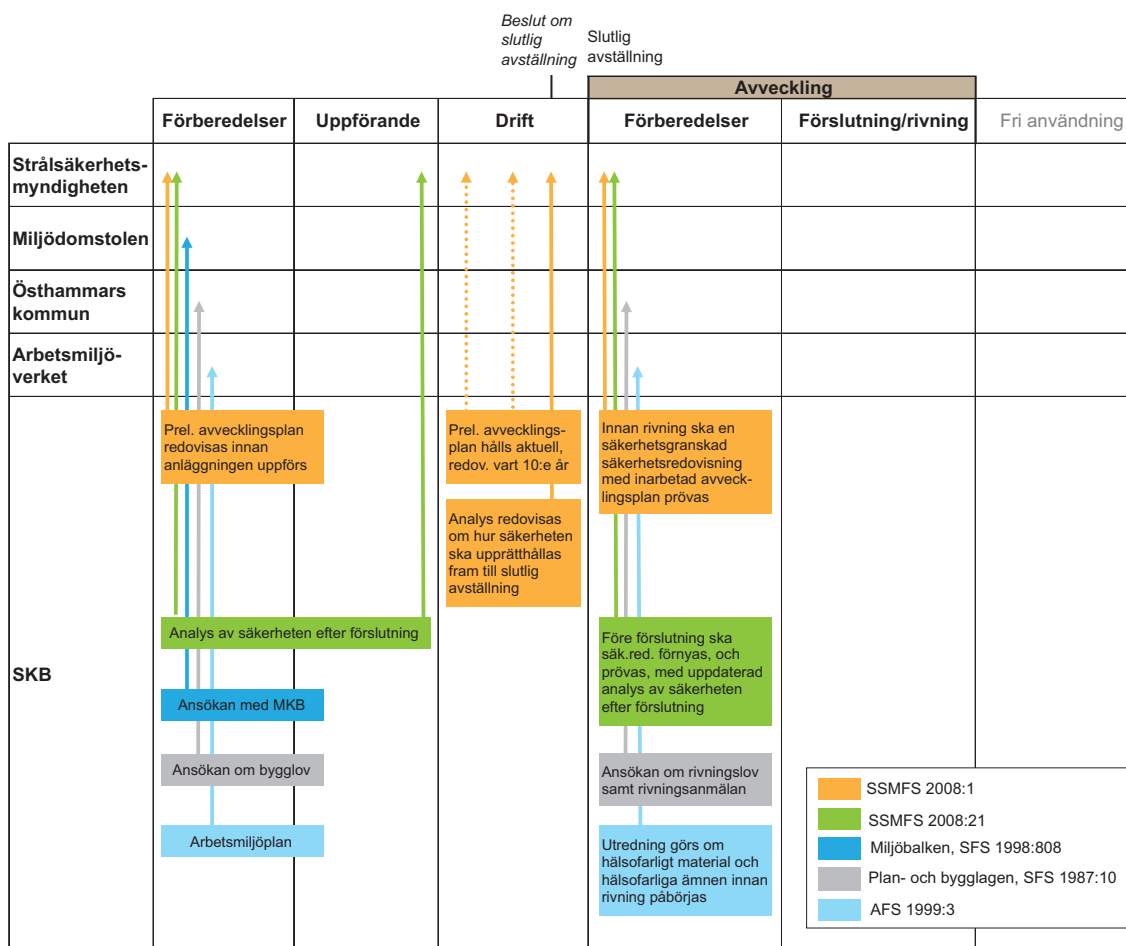 Beslut om
slutlig
avställning
Slutlig
avställning
Avveckling
Förberedelser
Uppförande
Drift
Förberedelser
Förslutning/rivning
Fri användning
Strålsäkerhets-
myndigheten
Miljödomstolen
Östhammars
kommun
Arbetsmiljö-
verket
SKB
Prel. avvecklingsplan
redovisas innan
anläggningen uppförs
Prel. avvecklings-
plan hålls aktuell,
redov. vart 10:e år
Innan rivning ska en
säkerhetsgranskad
säkerhetsredovisning
med inarbetad avveck-
lingsplan prövas
Analys redovisas
om hur säkerheten
ska upprätthållas
fram till slutlig
avställning
Analys av säkerheten efter förslutning
Före förslutning ska
säk.red. förnyas, och
prövas, med uppdaterad
analys av säkerheten
efter förslutning
Ansökan med MKB
Ansökan om bygglov
Ansökan om rivningslov
samt rivningsanmälan
Arbetsmiljöplan
Utredning görs om
hälsofarligt material och
hälsofarliga ämnen innan
rivning påbörjas
SSMFS 2008:1
SSMFS 2008:21
Miljöbalken, SFS 1998:808
Plan- och bygglagen, SFS 1987:10
AFS 1999:3